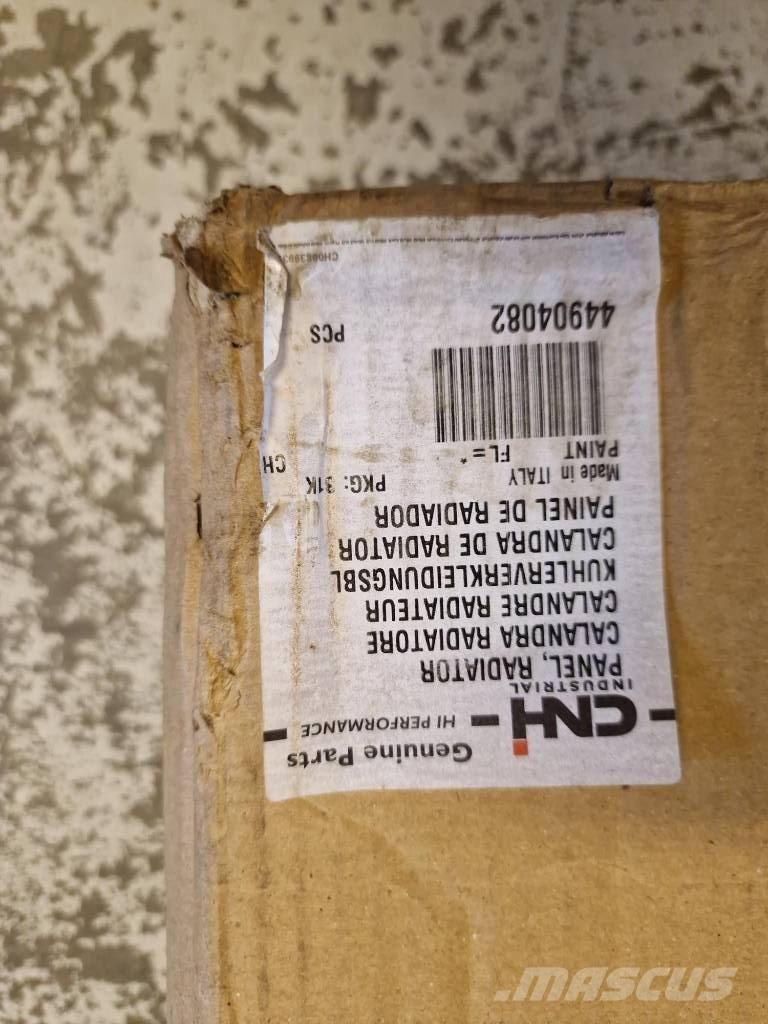 Genuine Parts
CNH — HI PERFORMANCE —
INDUSTRIAL
PANEL, RADIATOR
CALANDRA RADIATORE
CALANDRE RADIATEUR
KUHLERVERKLEIDUNGSBL
CALANDRA DE RADIATOR
PAINEL DE RADIADOR
Made in ITALY PKG: 31K CH
PAINT FL=*
44904082 PCS
MASCUS